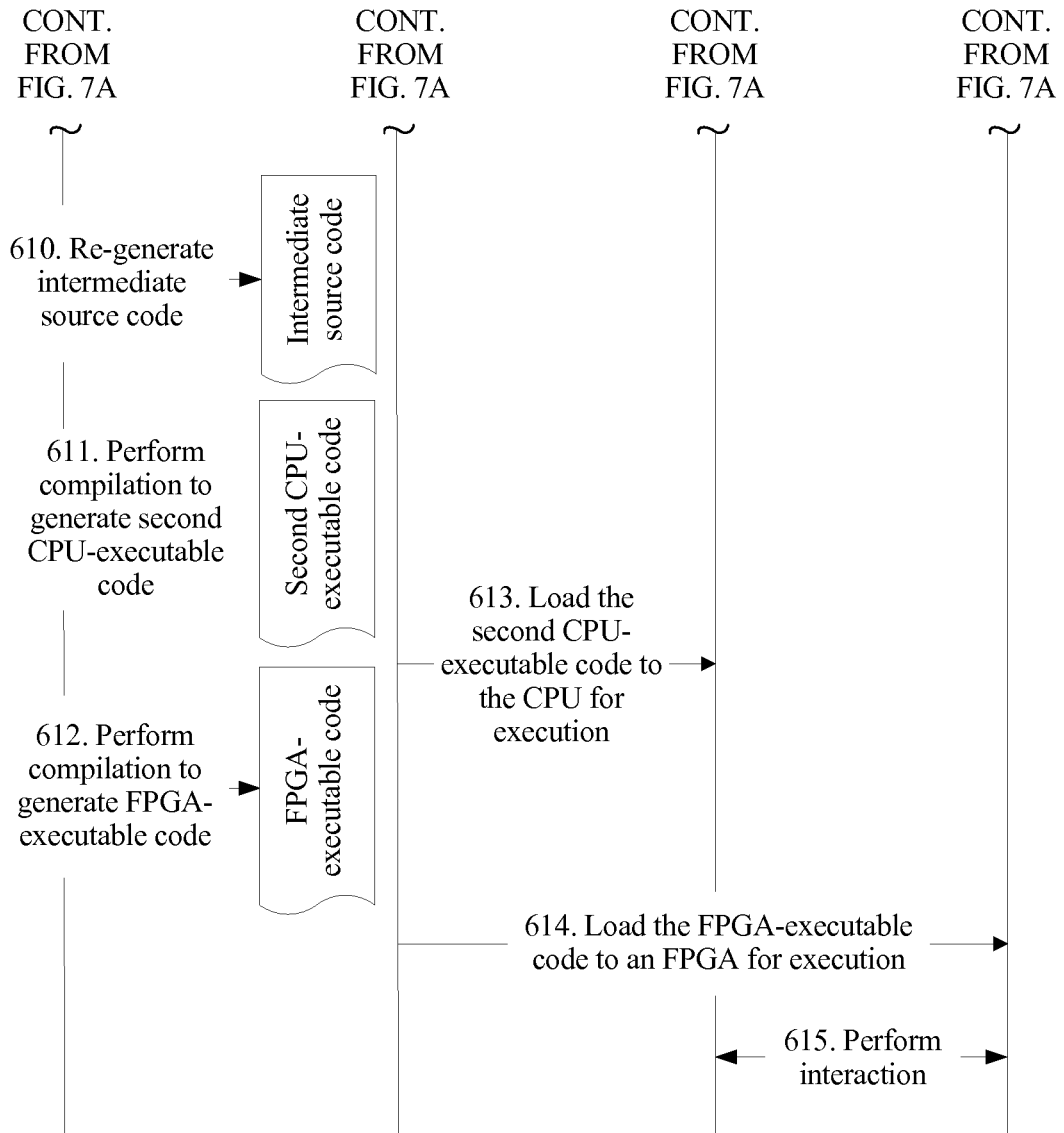 CONT.
FROM
FIG. 7A
CONT.
FROM
FIG. 7A
CONT.
FROM
FIG. 7A
CONT.
FROM
FIG. 7A
610. Re-generate
intermediate
source code
Intermediate
source code
611. Perform
compilation to
generate second
CPU-executable
code
Second CPU-
executable code
613. Load the
second CPU-
executable code to
the CPU for
execution
612. Perform
compilation to
generate FPGA-
executable code
FPGA-
executable code
614. Load the FPGA-executable
code to an FPGA for execution
615. Perform
interaction